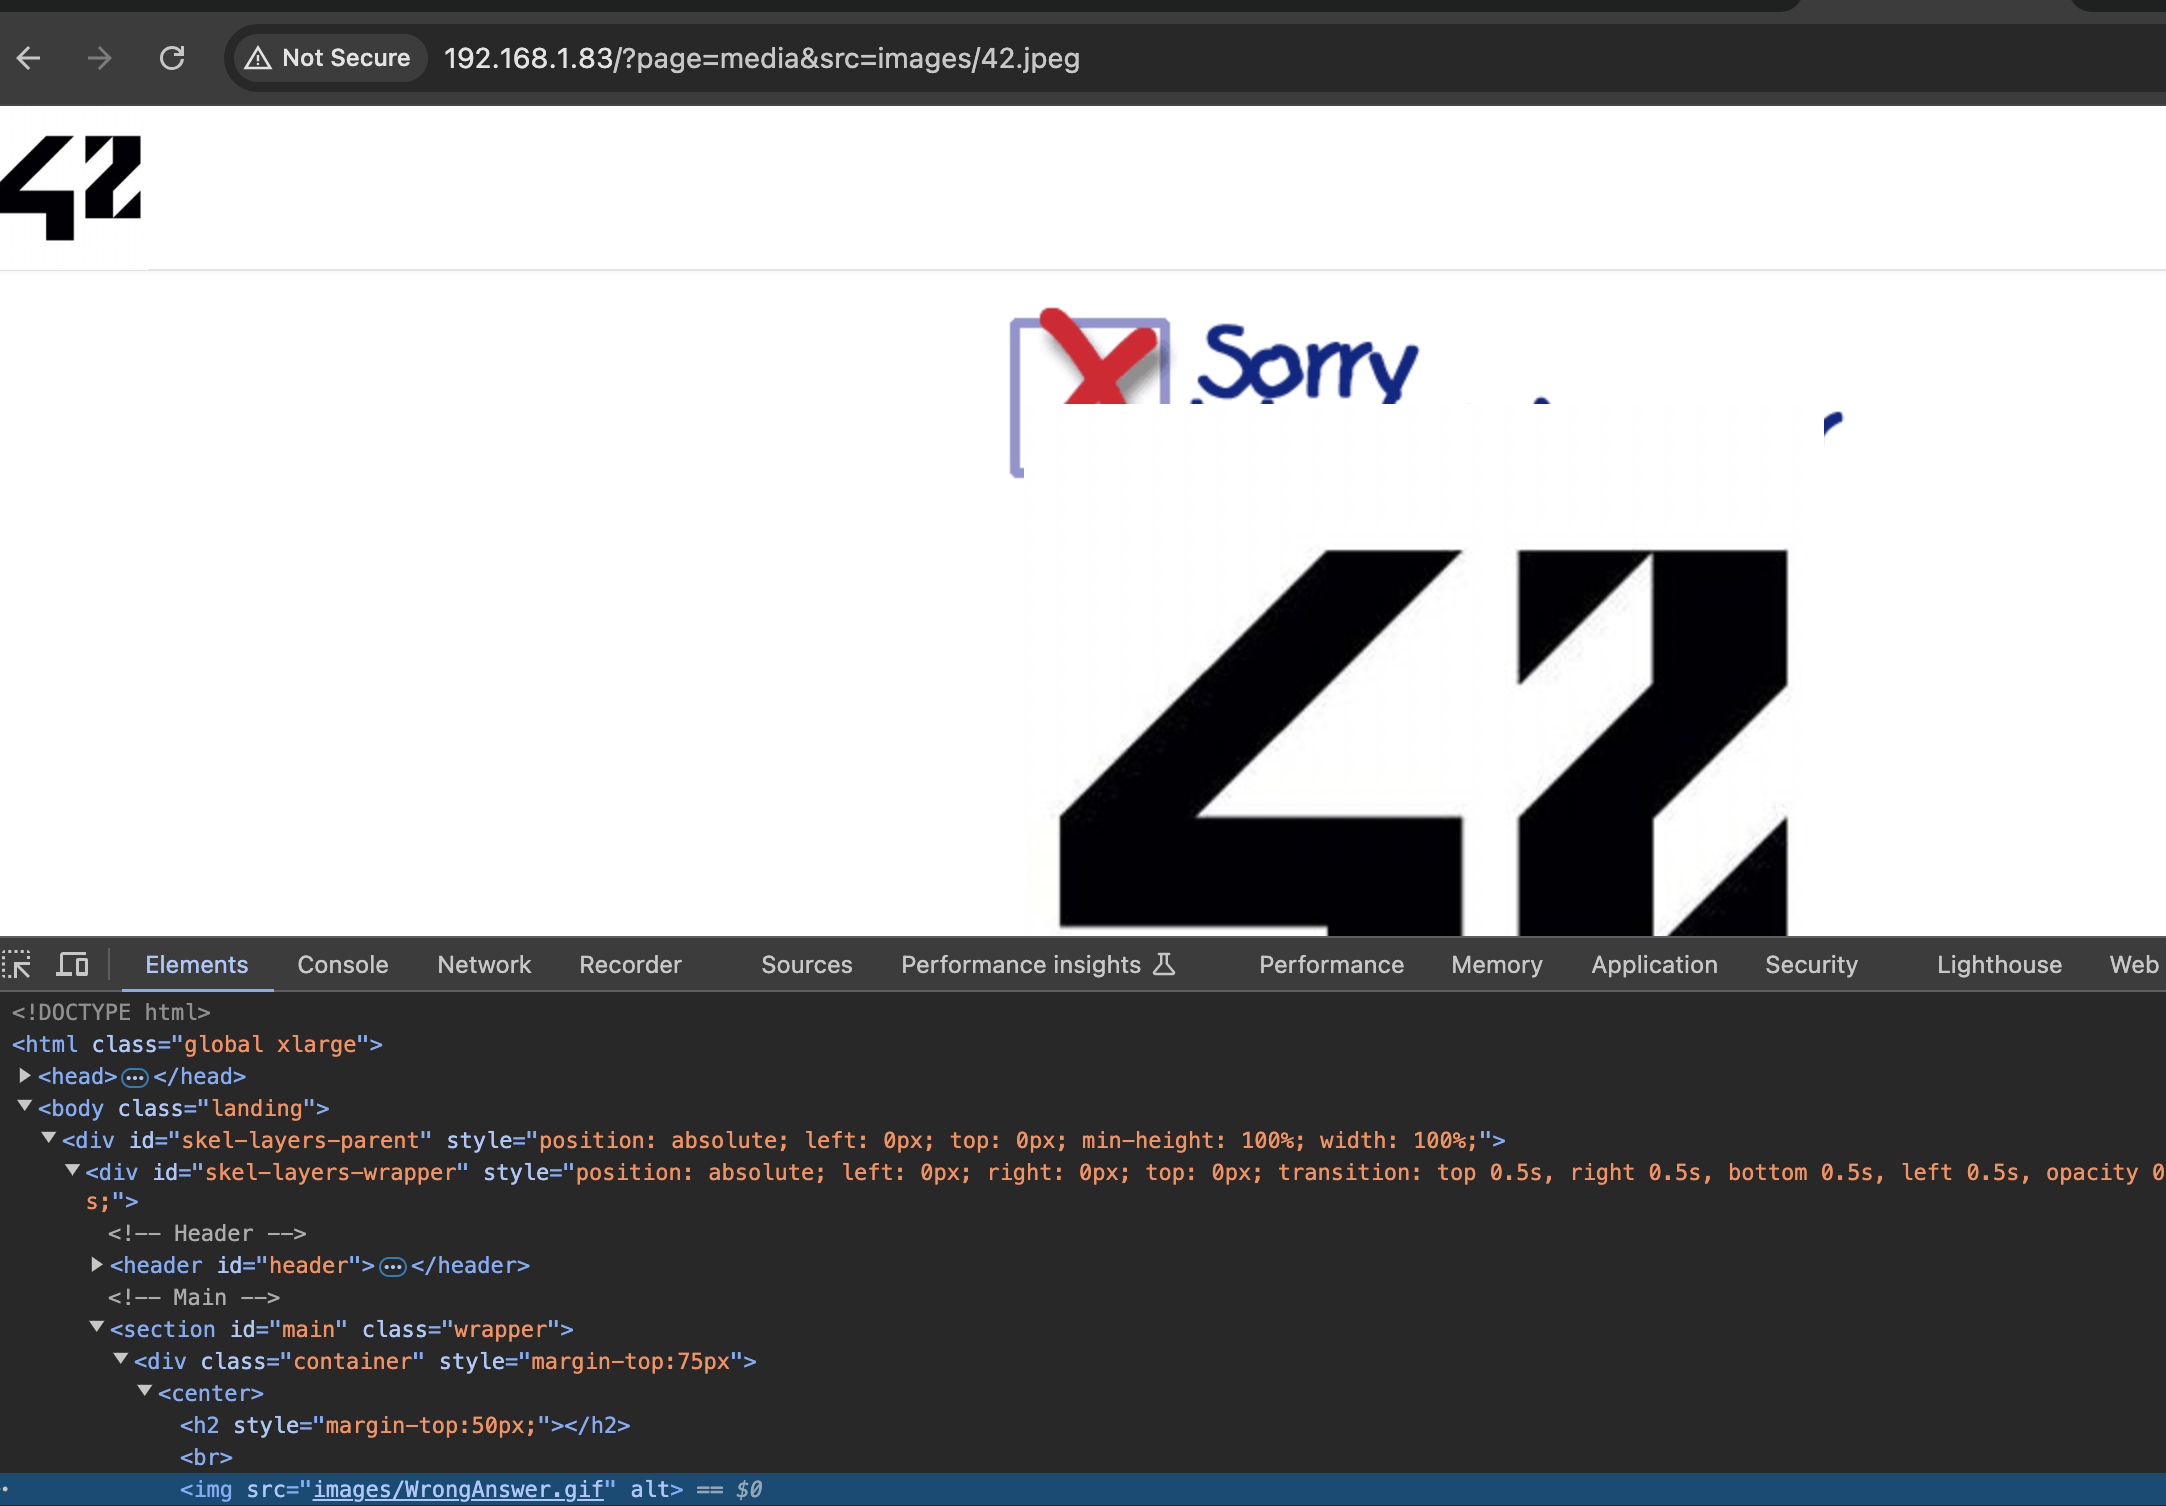 Not Secure 192.168.1.83/?page=media&src=images/42.jpeg
42
Sorry
42
Elements Console Network Recorder Sources Performance insights Performance Memory Application Security Lighthouse Web
<!DOCTYPE html>
<html class="global xlarge">
<head>…</head>
<body class="landing">
<div id="skel-layers-parent" style="position: absolute; left: 0px; top: 0px; min-height: 100%; width: 100%;">
<div id="skel-layers-wrapper" style="position: absolute; left: 0px; right: 0px; top: 0px; transition: top 0.5s, right 0.5s, bottom 0.5s, left 0.5s, opacity 0
s;">
<!-- Header -->
<header id="header">…</header>
<!-- Main -->
<section id="main" class="wrapper">
<div class="container" style="margin-top:75px">
<center>
<h2 style="margin-top:50px;"></h2>
<br>
<img src="images/WrongAnswer.gif" alt> == $0